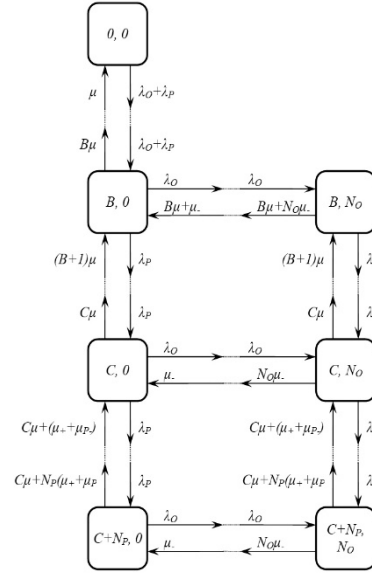 0, 0
μ
λO+λP
Bμ
λO+λP
B, 0
λO
λO
B, NO
Bμ+μ-
Bμ+NOμ-
(B+1)μ
λP
(B+1)μ
λ
Cμ
λP
Cμ
λ
C, 0
λO
λO
C, NO
μ-
NOμ-
Cμ+(μ++μP)
λP
Cμ+(μ++μP)
λ
Cμ+NP(μ++μP
λP
Cμ+NP(μ++μP
λ
C+NP, 0
λO
λO
C+NP,
NO
μ-
NOμ-